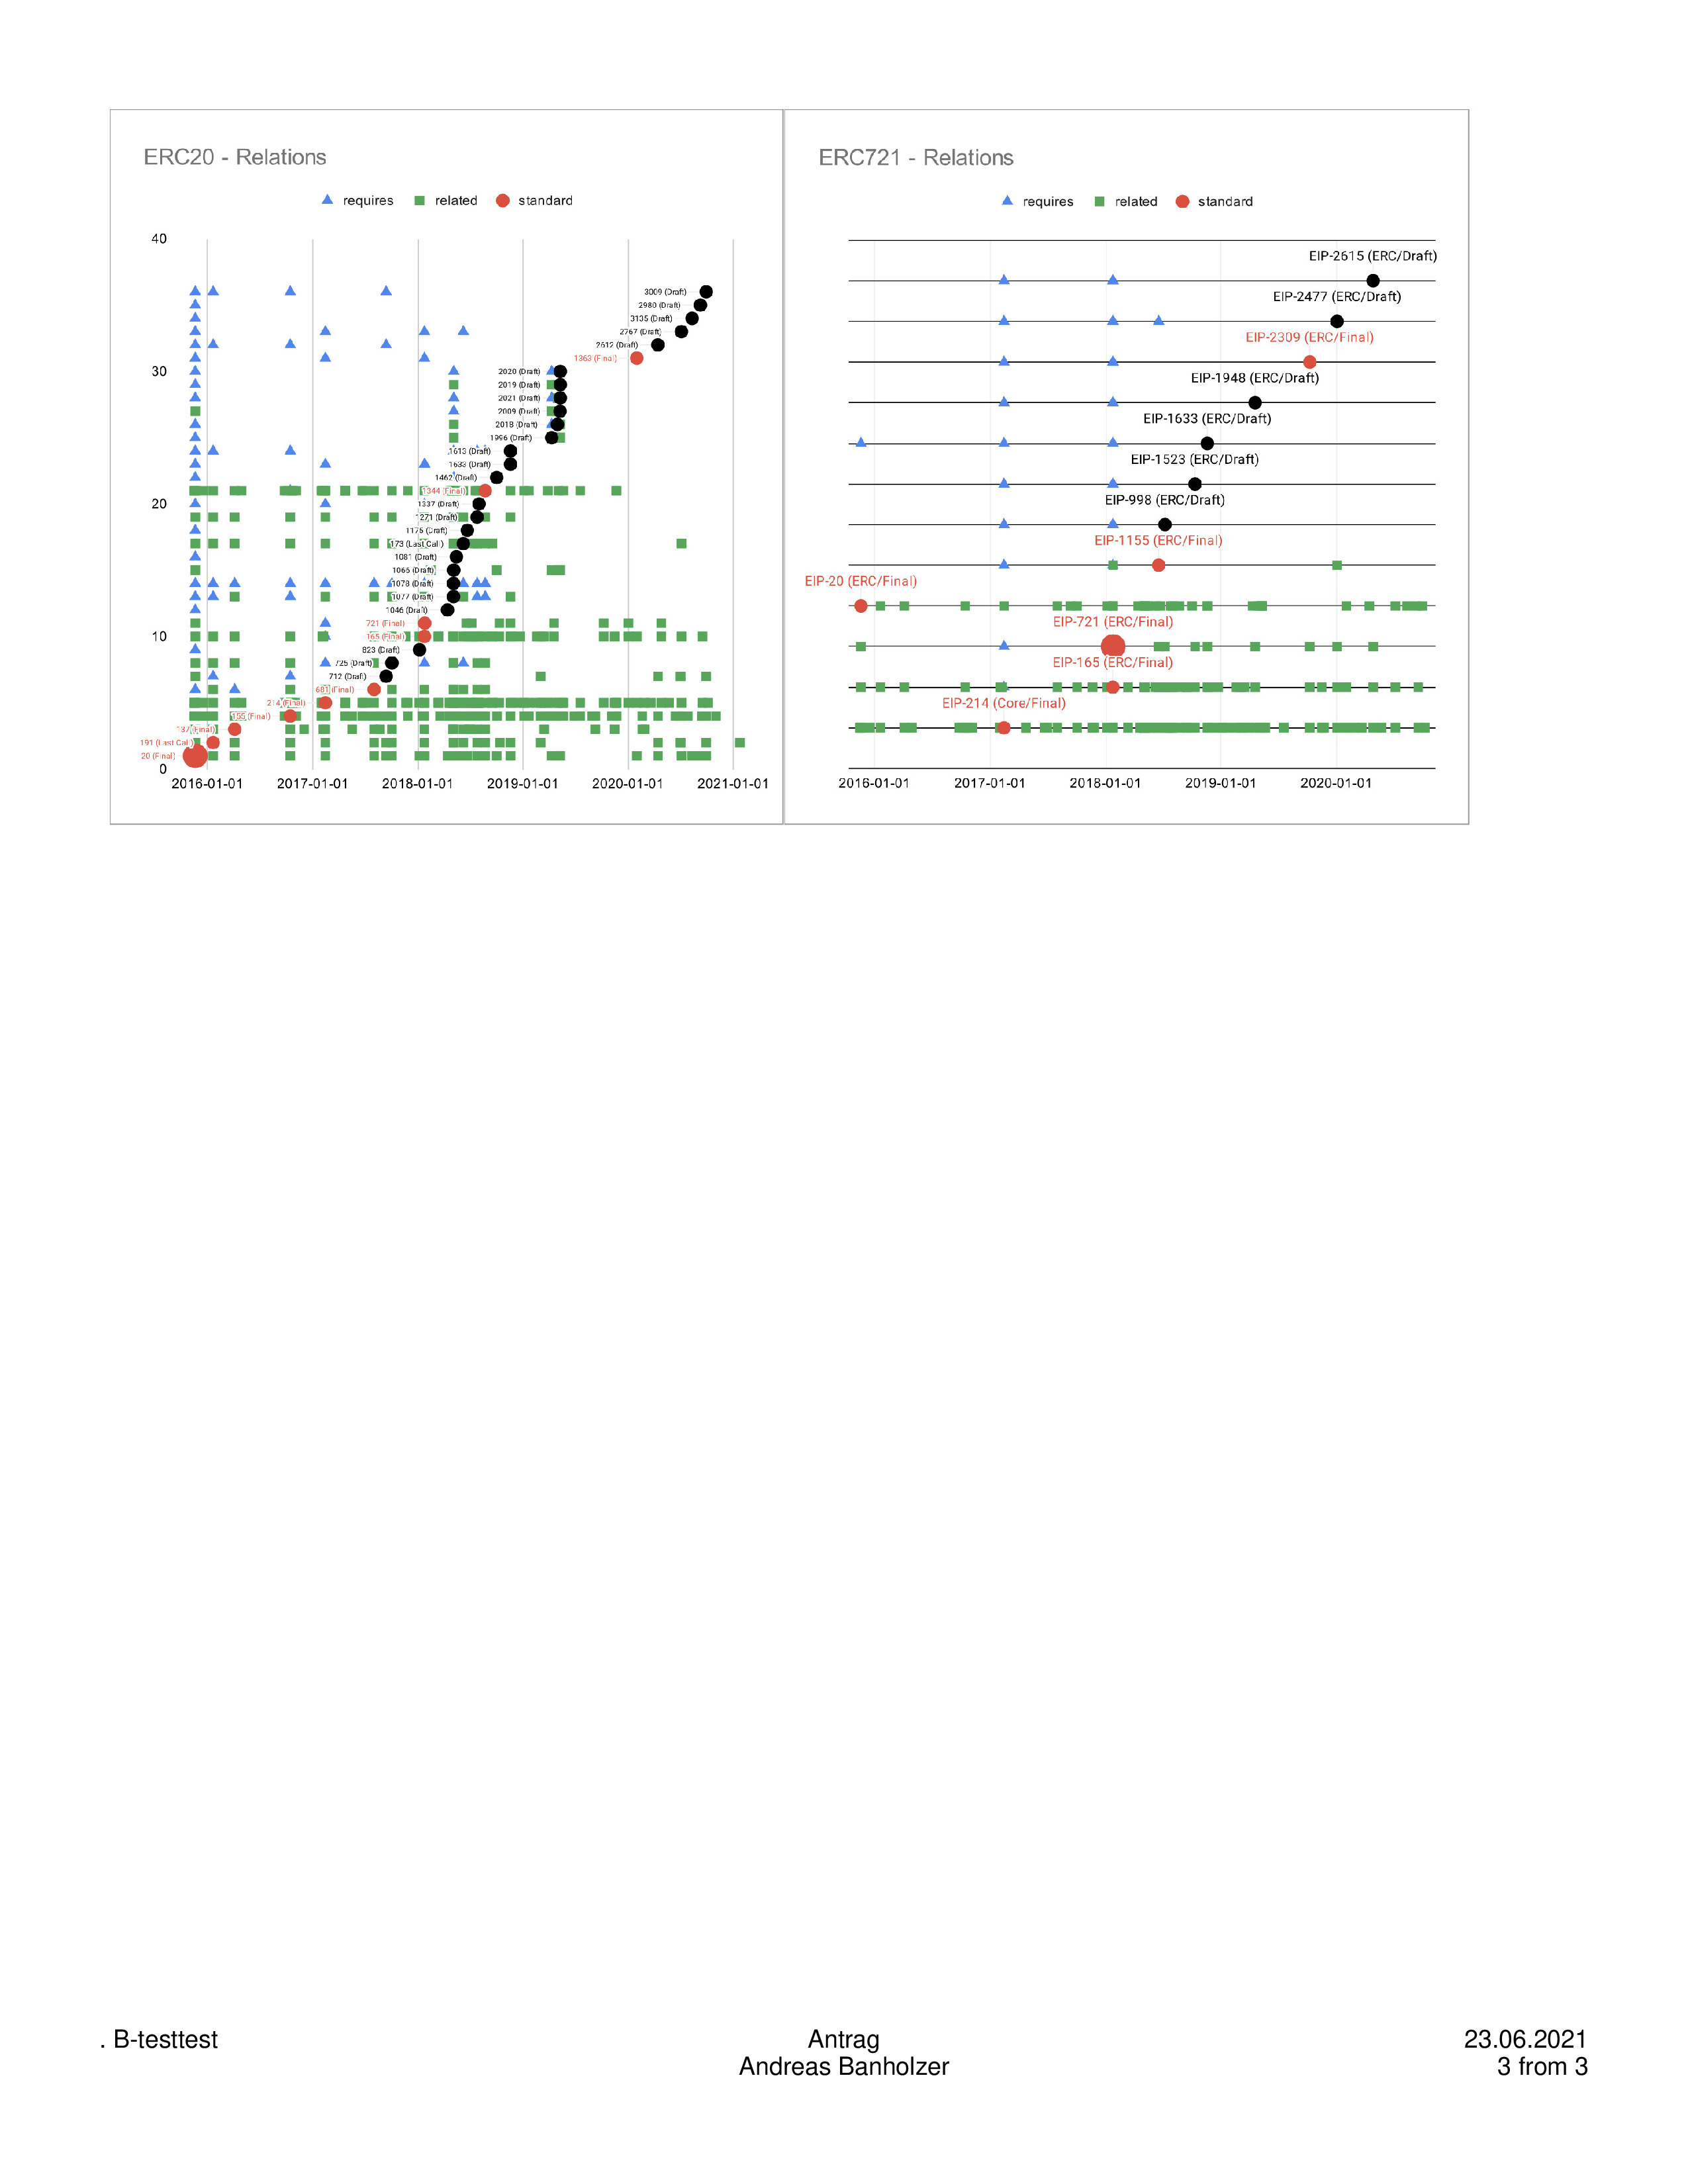 ERC20 - Relations
requires related standard
40
3009 (Draft)
2980 (Draft)
3135 (Draft)
2767 (Draft)
2612 (Draft)
1363 (Final)
30
2020 (Draft)
2019 (Draft)
2021 (Draft)
2009 (Draft)
2018 (Draft)
1996 (Draft)
1613 (Draft)
1633 (Draft)
1462 (Draft)
1344 (Final)
20
1337 (Draft)
1271 (Draft)
1175 (Draft)
173 (Last Call)
1081 (Draft)
1066 (Draft)
1078 (Draft)
1077 (Draft)
1046 (Draft)
721 (Final)
10
165 (Final)
823 (Draft)
725 (Draft)
712 (Draft)
681 (Final)
214 (Final)
155 (Final)
137 (Final)
191 (Last Call)
20 (Final)
0
2016-01-01 2017-01-01 2018-01-01 2019-01-01 2020-01-01 2021-01-01
ERC721 - Relations
requires related standard
EIP-2615 (ERC/Draft)
EIP-2477 (ERC/Draft)
EIP-2309 (ERC/Final)
EIP-1948 (ERC/Draft)
EIP-1633 (ERC/Draft)
EIP-1523 (ERC/Draft)
EIP-998 (ERC/Draft)
EIP-1155 (ERC/Final)
EIP-20 (ERC/Final)
EIP-721 (ERC/Final)
EIP-165 (ERC/Final)
EIP-214 (Core/Final)
2016-01-01 2017-01-01 2018-01-01 2019-01-01 2020-01-01
. B-testtest Antrag 23.06.2021
Andreas Banholzer 3 from 3